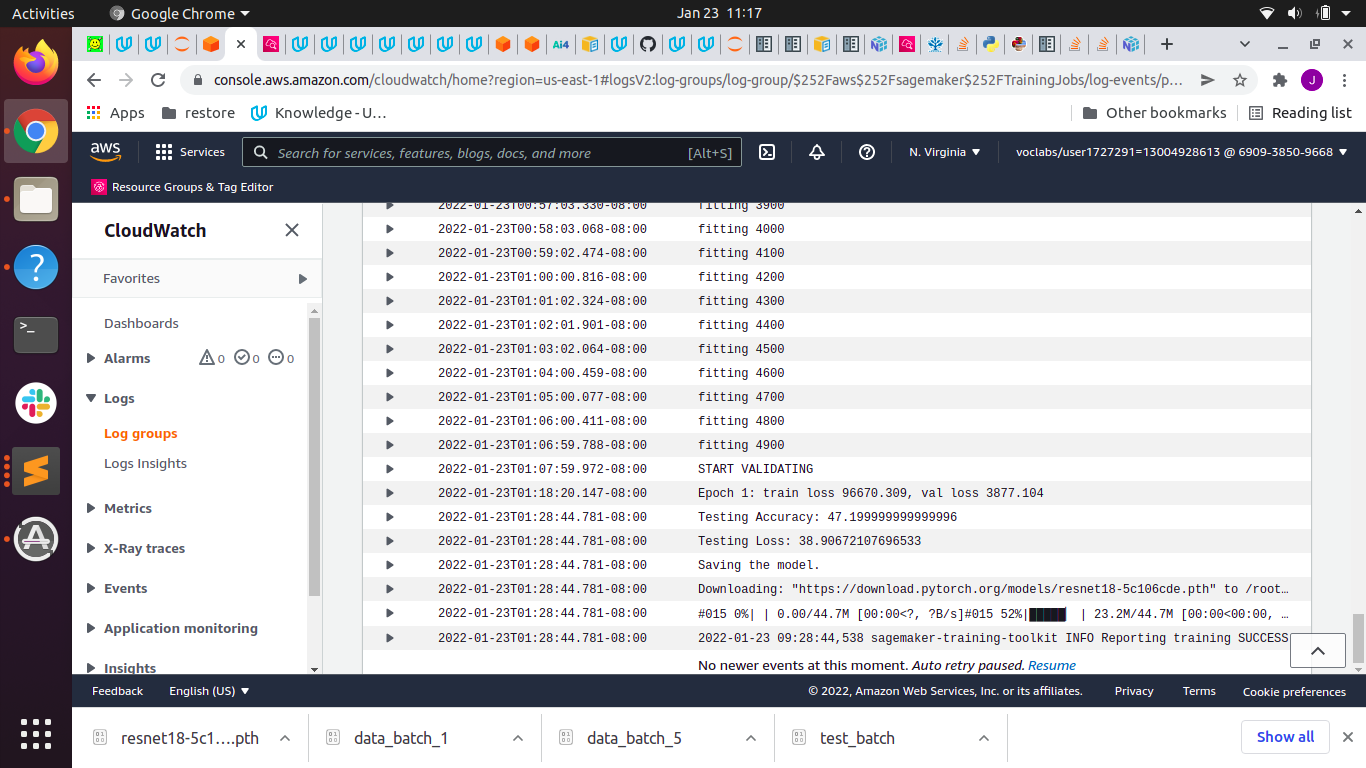 Activities Google Chrome Jan 23 11:17
Ai4
console.aws.amazon.com/cloudwatch/home?region=us-east-1#logsV2:log-groups/log-group/$252Faws$252Fsagemaker$252FTrainingJobs/log-events/p… J
Apps restore Knowledge - U… Other bookmarks Reading list
aws Services Search for services, features, blogs, docs, and more [Alt+S] N. Virginia voclabs/user1727291=13004928613 @ 6909-3850-9668
Resource Groups & Tag Editor
CloudWatch
Favorites
Dashboards
Alarms 0 0 0
Logs
Log groups
Logs Insights
Metrics
X-Ray traces
Events
Application monitoring
Insights
2022-01-23T00:57:03.330-08:00 fitting 3900
2022-01-23T00:58:03.068-08:00 fitting 4000
2022-01-23T00:59:02.474-08:00 fitting 4100
2022-01-23T01:00:00.816-08:00 fitting 4200
2022-01-23T01:01:02.324-08:00 fitting 4300
2022-01-23T01:02:01.901-08:00 fitting 4400
2022-01-23T01:03:02.064-08:00 fitting 4500
2022-01-23T01:04:00.459-08:00 fitting 4600
2022-01-23T01:05:00.077-08:00 fitting 4700
2022-01-23T01:06:00.411-08:00 fitting 4800
2022-01-23T01:06:59.788-08:00 fitting 4900
2022-01-23T01:07:59.972-08:00 START VALIDATING
2022-01-23T01:18:20.147-08:00 Epoch 1: train loss 96670.309, val loss 3877.104
2022-01-23T01:28:44.781-08:00 Testing Accuracy: 47.199999999999996
2022-01-23T01:28:44.781-08:00 Testing Loss: 38.90672107696533
2022-01-23T01:28:44.781-08:00 Saving the model.
2022-01-23T01:28:44.781-08:00 Downloading: "https://download.pytorch.org/models/resnet18-5c106cde.pth" to /root…
2022-01-23T01:28:44.781-08:00 #015 0%| | 0.00/44.7M [00:00<?, ?B/s]#015 52%|█████ | 23.2M/44.7M [00:00<00:00, …
2022-01-23T01:28:44.781-08:00 2022-01-23 09:28:44,538 sagemaker-training-toolkit INFO Reporting training SUCCESS
No newer events at this moment. Auto retry paused. Resume
Feedback English (US) © 2022, Amazon Web Services, Inc. or its affiliates. Privacy Terms Cookie preferences
resnet18-5c1….pth data_batch_1 data_batch_5 test_batch Show all